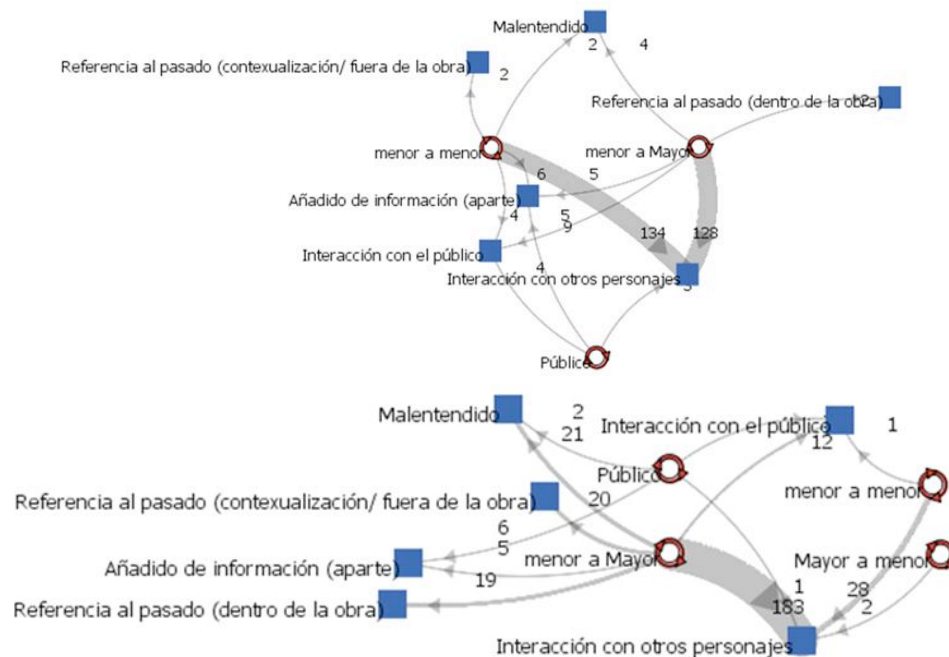 Malentendido
2 4
Referencia al pasado (contexualización/ fuera de la obra)
2
Referencia al pasado (dentro de la obra)
2
menor a menor
menor a Mayor
6 5
Añadido de información (aparte)
4 5
9
Interacción con el público
134 128
4
Interacción con otros personajes
3
Público
Malentendido
2
21
Interacción con el público
1
12
Público
menor a menor
Referencia al pasado (contexualización/ fuera de la obra)
20
6
5
menor a Mayor
Mayor a menor
Añadido de información (aparte)
19
1
28
183
2
Referencia al pasado (dentro de la obra)
Interacción con otros personajes